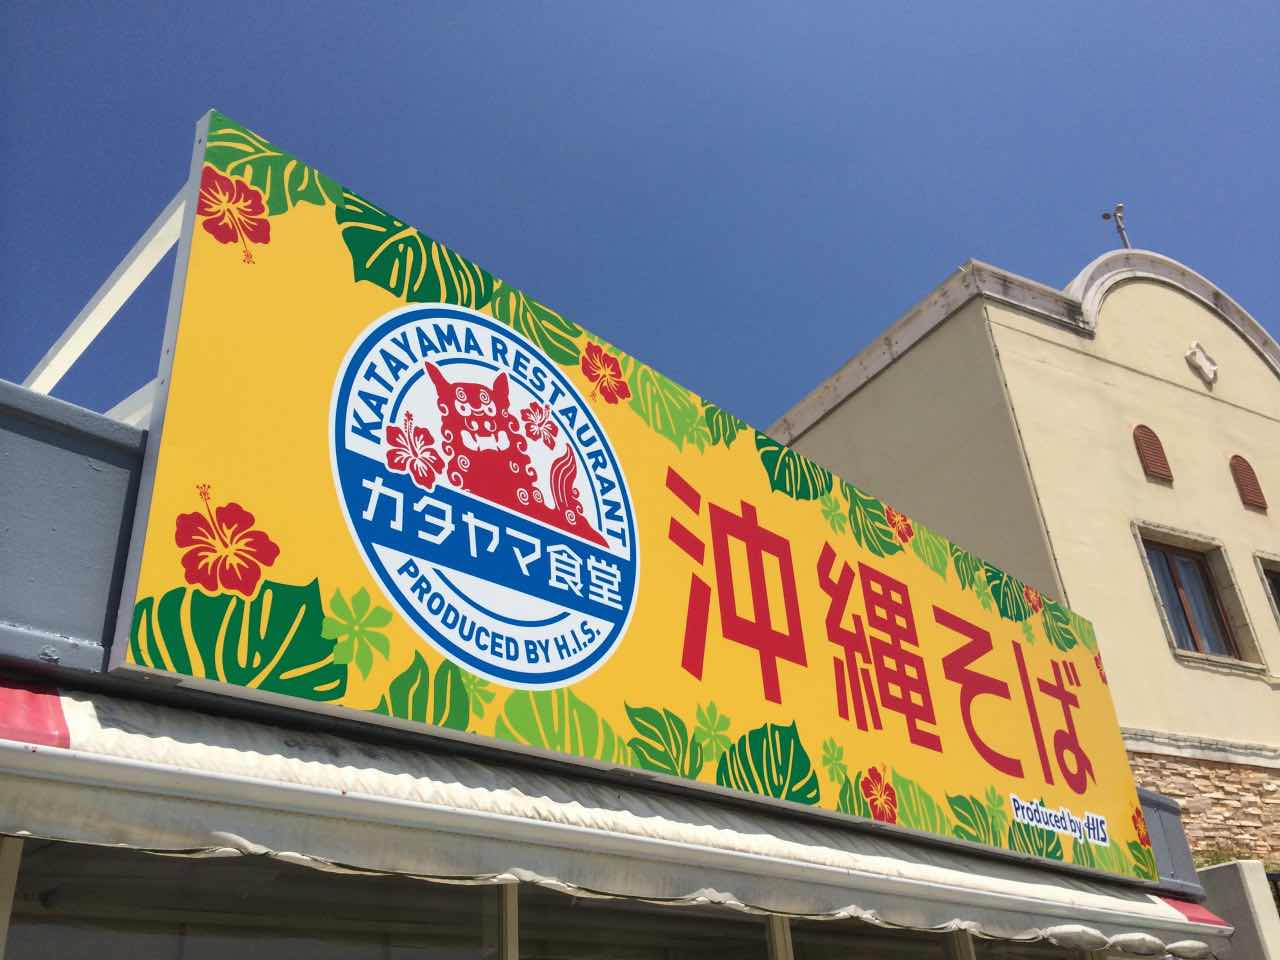 KATAYAMA RESTAURANT
カタヤマ食堂
PRODUCED BY H.I.S.
沖縄そば
Produced by HIS